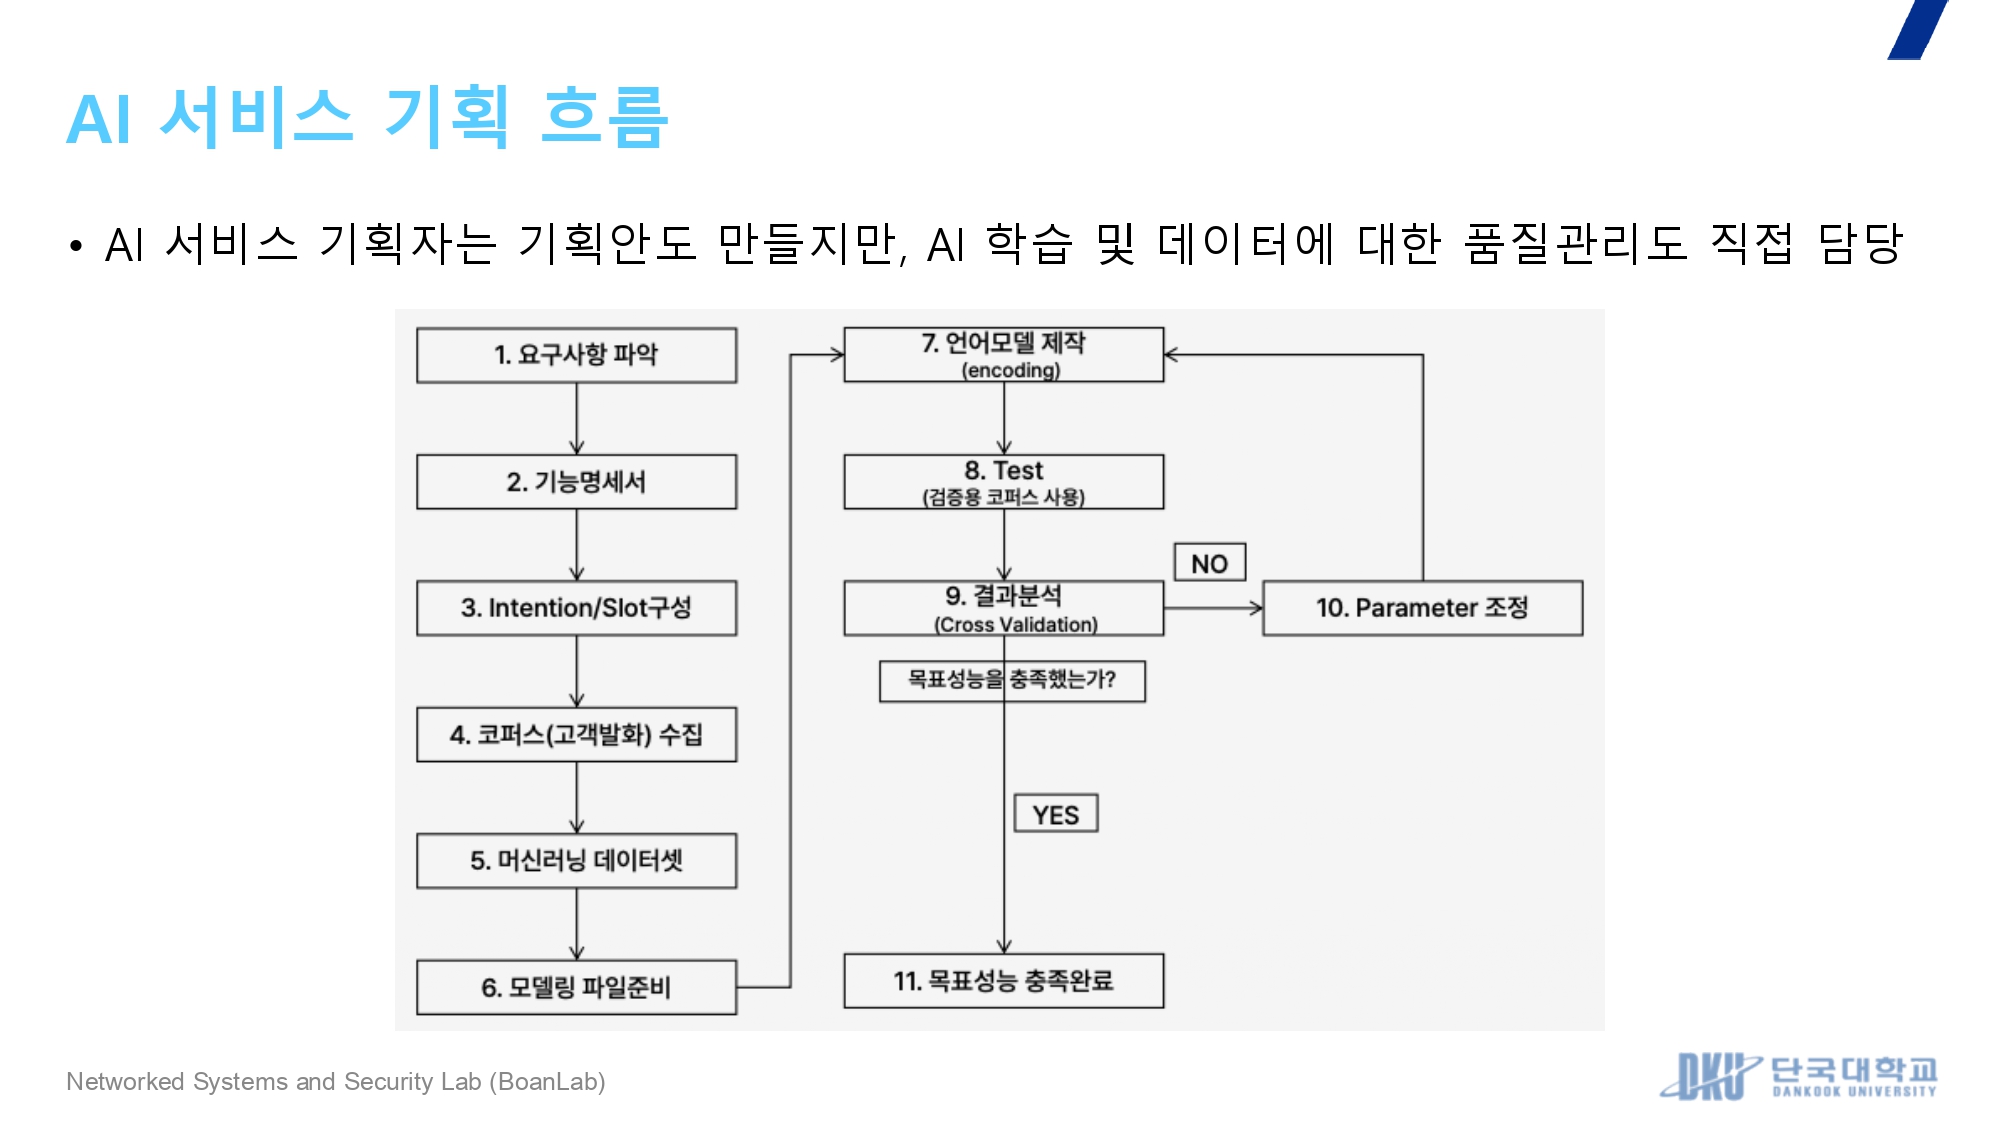 AI 서비스 기획 흐름
• AI 서비스 기획자는 기획안도 만들지만, AI 학습 및 데이터에 대한 품질관리도 직접 담당
1. 요구사항 파악
2. 기능명세서
3. Intention/Slot구성
4. 코퍼스(고객발화) 수집
5. 머신러닝 데이터셋
6. 모델링 파일준비
7. 언어모델 제작
(encoding)
8. Test
(검증용 코퍼스 사용)
9. 결과분석
(Cross Validation)
NO
10. Parameter 조정
목표성능을 충족했는가?
YES
11. 목표성능 충족완료
Networked Systems and Security Lab (BoanLab)
DKU 단국대학교
DANKOOK UNIVERSITY